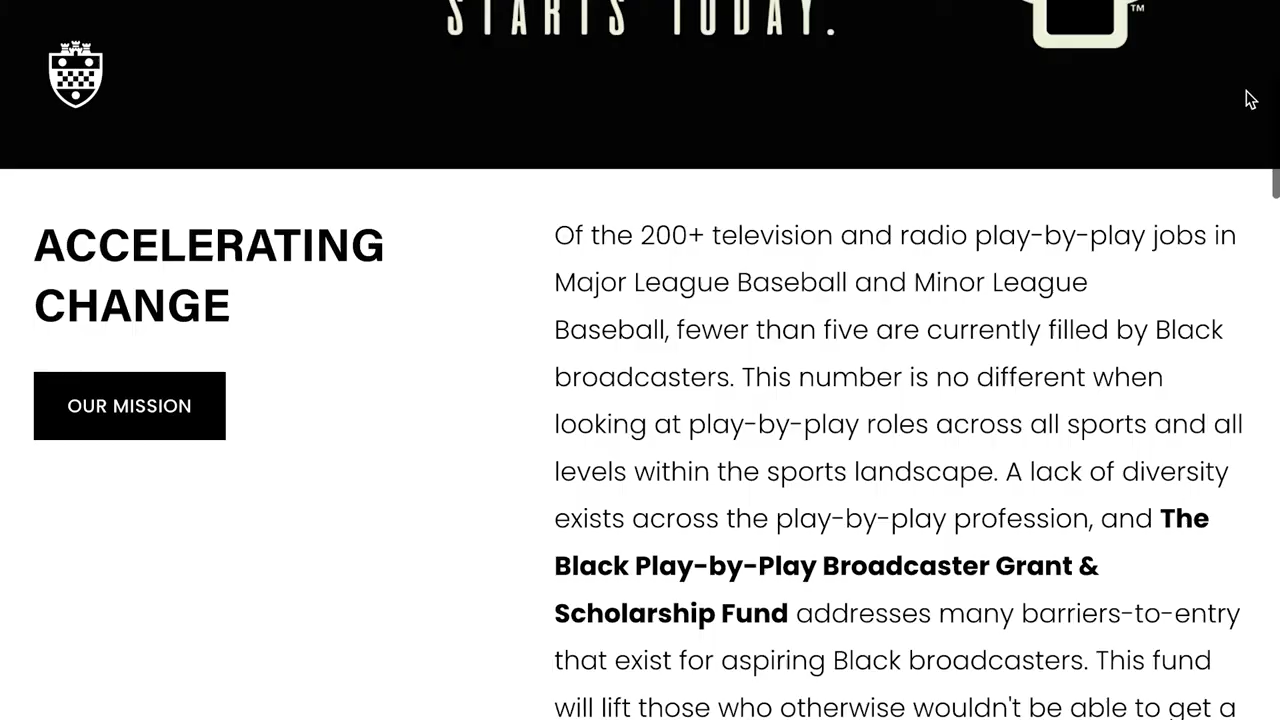 STARTS TODAY.
TM
ACCELERATING
CHANGE
OUR MISSION
Of the 200+ television and radio play-by-play jobs in
Major League Baseball and Minor League
Baseball, fewer than five are currently filled by Black
broadcasters. This number is no different when
looking at play-by-play roles across all sports and all
levels within the sports landscape. A lack of diversity
exists across the play-by-play profession, and The
Black Play-by-Play Broadcaster Grant &
Scholarship Fund addresses many barriers-to-entry
that exist for aspiring Black broadcasters. This fund
will lift those who otherwise wouldn't be able to get a